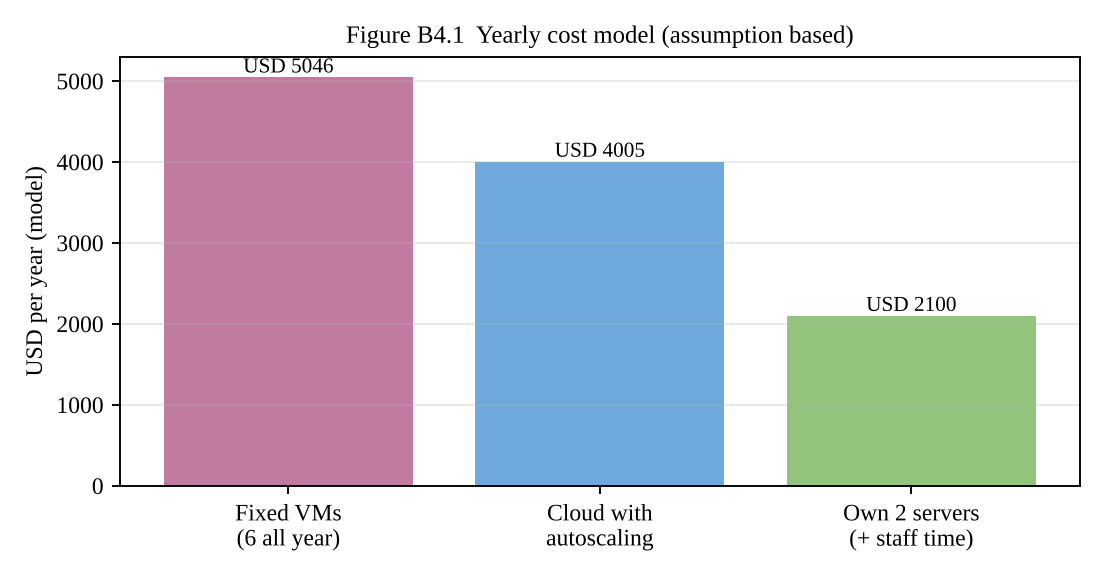 Figure B4.1  Yearly cost model (assumption based)
USD per year (model)
5000
4000
3000
2000
1000
0
USD 5046
USD 4005
USD 2100
Fixed VMs
(6 all year)
Cloud with
autoscaling
Own 2 servers
(+ staff time)